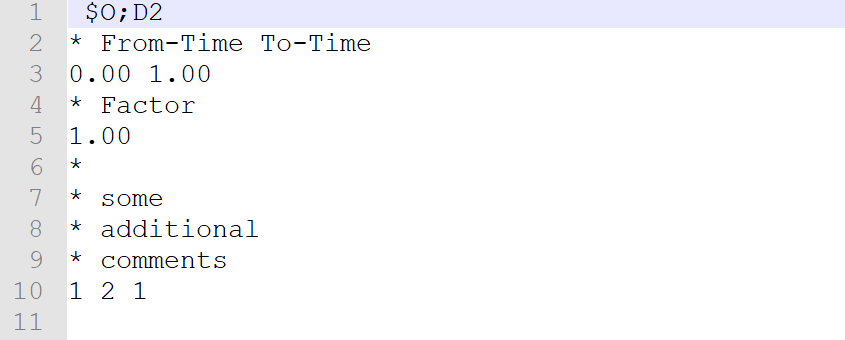 1 $O;D2
2 * From-Time To-Time
3 0.00 1.00
4 * Factor
5 1.00
6 *
7 * some
8 * additional
9 * comments
10 1 2 1
11